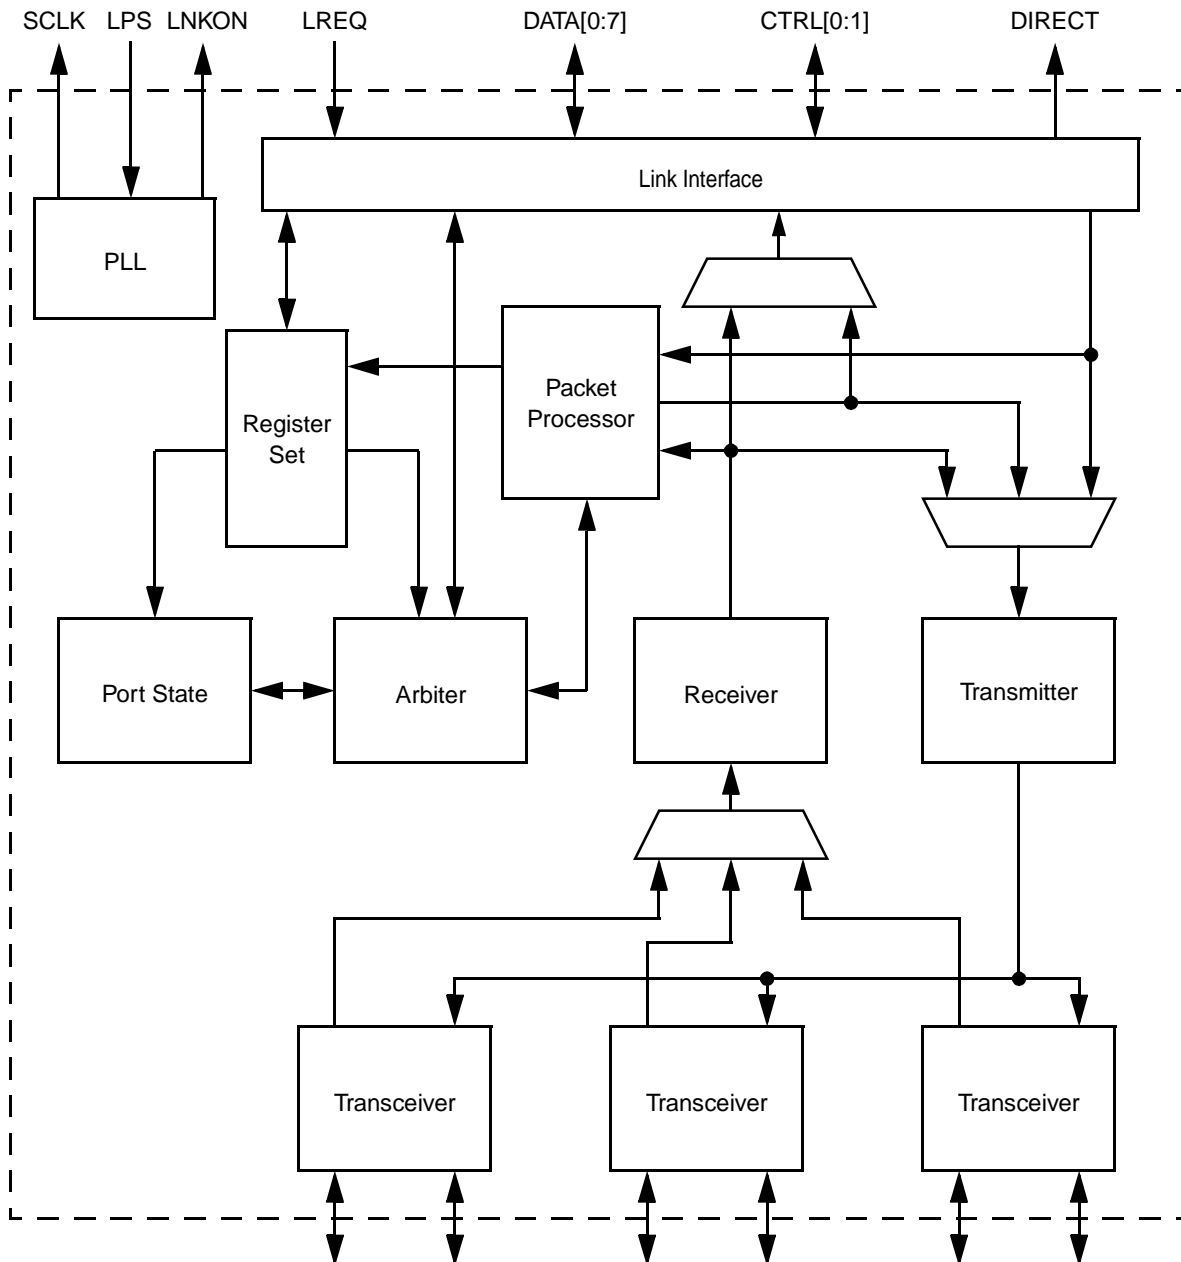 SCLK LPS LNKON LREQ DATA[0:7] CTRL[0:1] DIRECT
Link Interface
PLL
Packet
Processor
Register
Set
Port State
Arbiter
Receiver
Transmitter
Transceiver
Transceiver
Transceiver